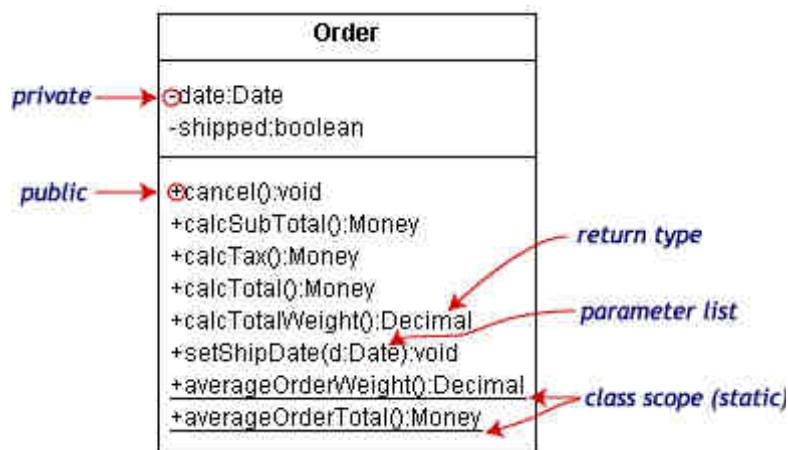 Order
private
-date:Date
-shipped:boolean
public
+cancel():void
+calcSubTotal():Money
+calcTax():Money
return type
+calcTotal():Money
+calcTotalWeight():Decimal
parameter list
+setShipDate(d:Date):void
+averageOrderWeight():Decimal
class scope (static)
+averageOrderTotal():Money